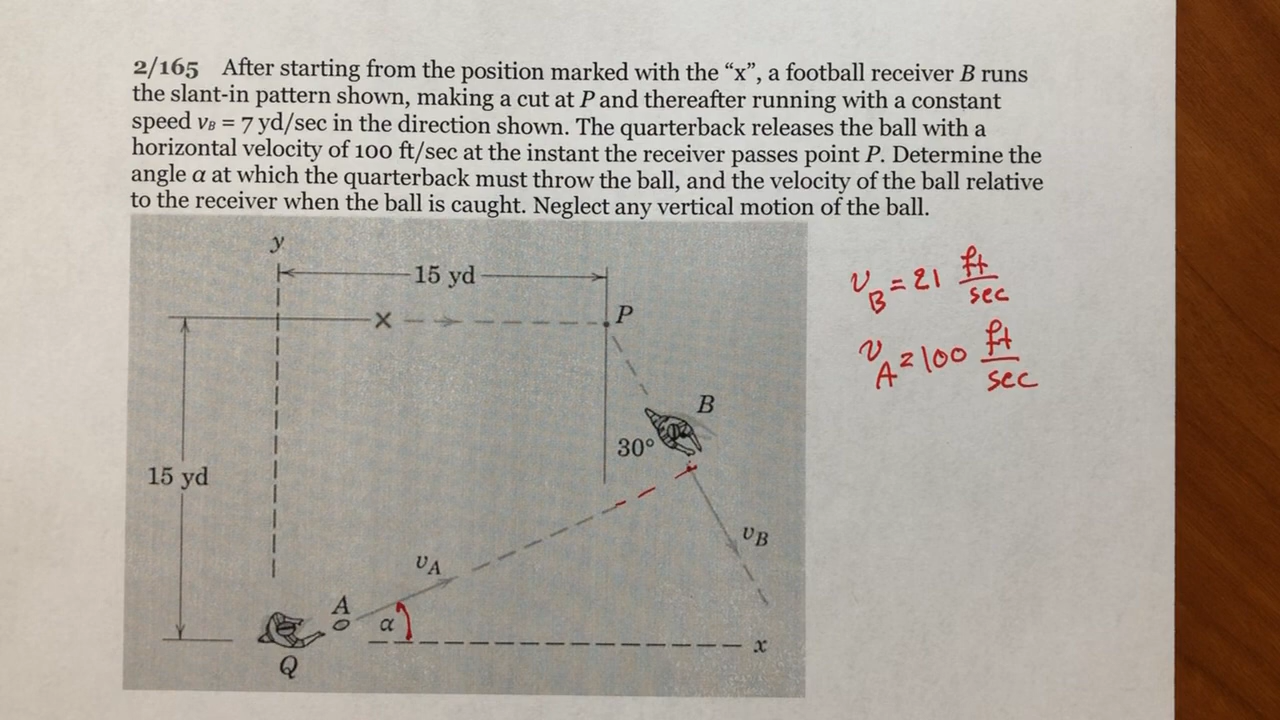 2/165 After starting from the position marked with the “x”, a football receiver B runs
the slant-in pattern shown, making a cut at P and thereafter running with a constant
speed vB = 7 yd/sec in the direction shown. The quarterback releases the ball with a
horizontal velocity of 100 ft/sec at the instant the receiver passes point P. Determine the
angle α at which the quarterback must throw the ball, and the velocity of the ball relative
to the receiver when the ball is caught. Neglect any vertical motion of the ball.
y
15 yd
x
P
B
30°
15 yd
vB
vA
A
α
x
Q
vB = 21 ft/sec
vA = 100 ft/sec